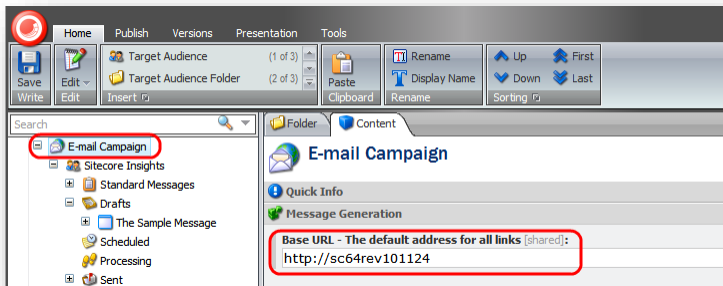 Home Publish Versions Presentation Tools
Save
Write
Edit
Edit
Target Audience (1 of 3)
Target Audience Folder (2 of 3)
Insert
Paste
Clipboard
Rename
Display Name
Rename
Up First
Down Last
Sorting
Search
E-mail Campaign
Sitecore Insights
Standard Messages
Drafts
The Sample Message
Scheduled
Processing
Sent
Folder Content
E-mail Campaign
Quick Info
Message Generation
Base URL - The default address for all links [shared]:
http://sc64rev101124